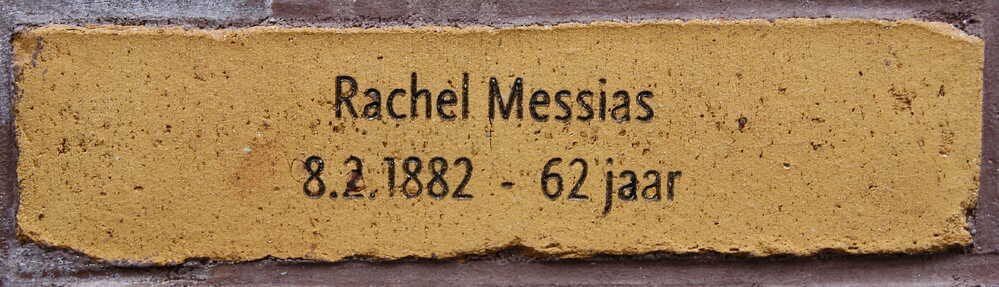 Rachel Messias
8.2.1882 - 62 jaar